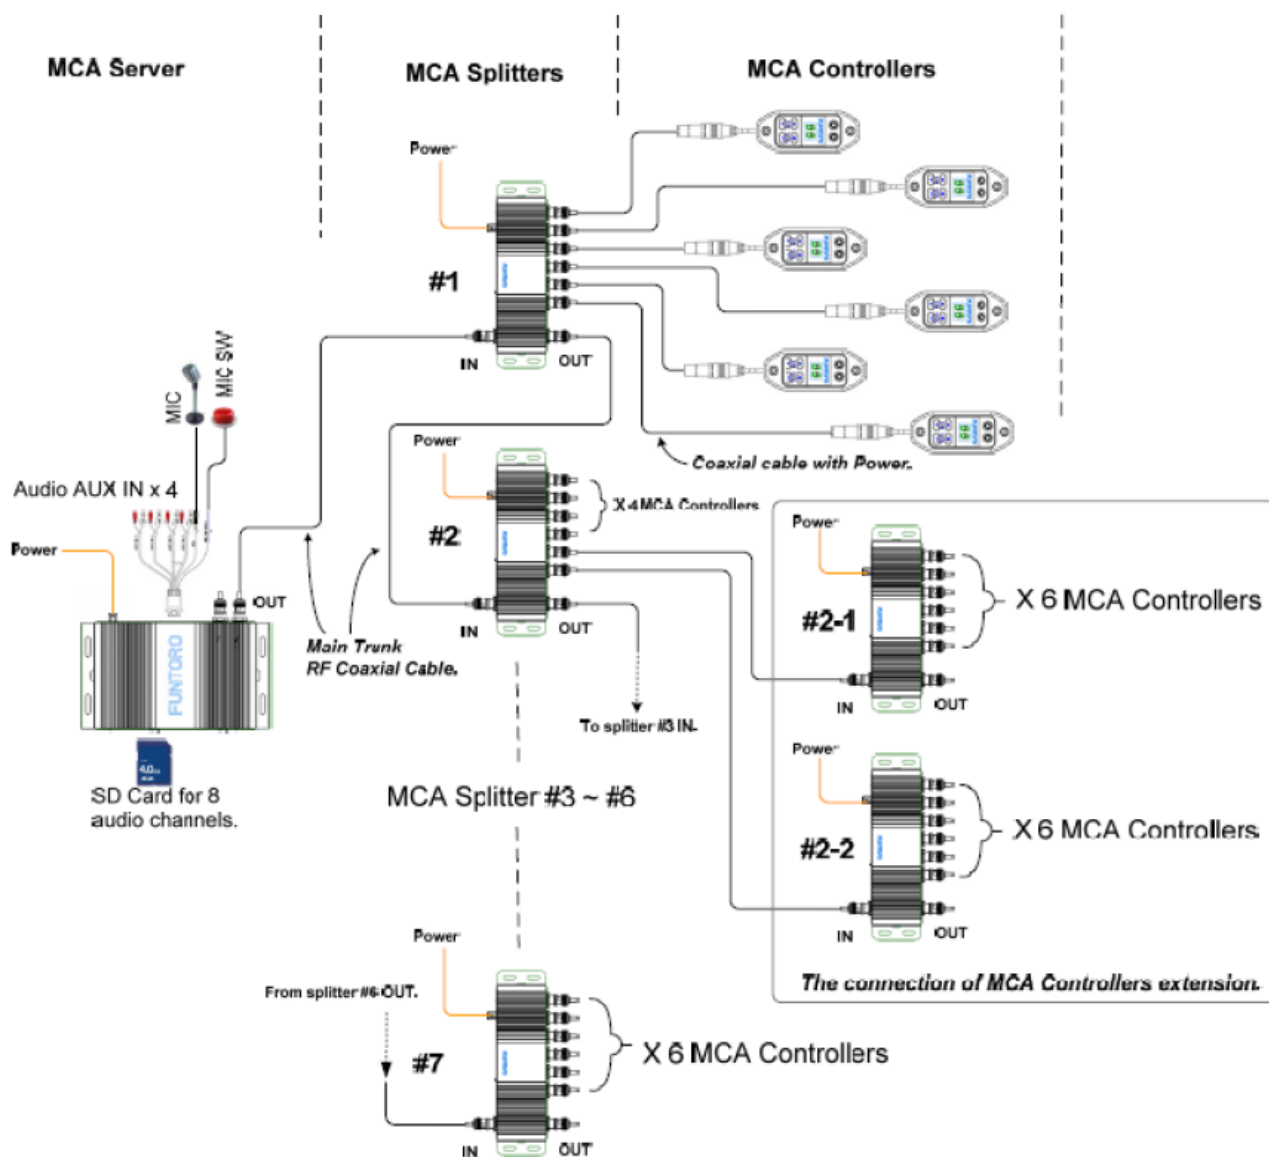 MCA Server
MCA Splitters
MCA Controllers
Power
#1
IN
OUT
MIC
MIC SW
Audio AUX IN x 4
Power
OUT
FUNTORO
4.0
SD Card for 8
audio channels.
Main Trunk
RF Coaxial Cable.
Coaxial cable with Power.
Power
#2
X 4 MCA Controllers
IN
OUT
To splitter #3 IN.
MCA Splitter #3 ~ #6
Power
#2-1
X 6 MCA Controllers
IN
OUT
Power
#2-2
X 6 MCA Controllers
IN
OUT
The connection of MCA Controllers extension.
Power
From splitter #6 OUT.
#7
X 6 MCA Controllers
IN
OUT